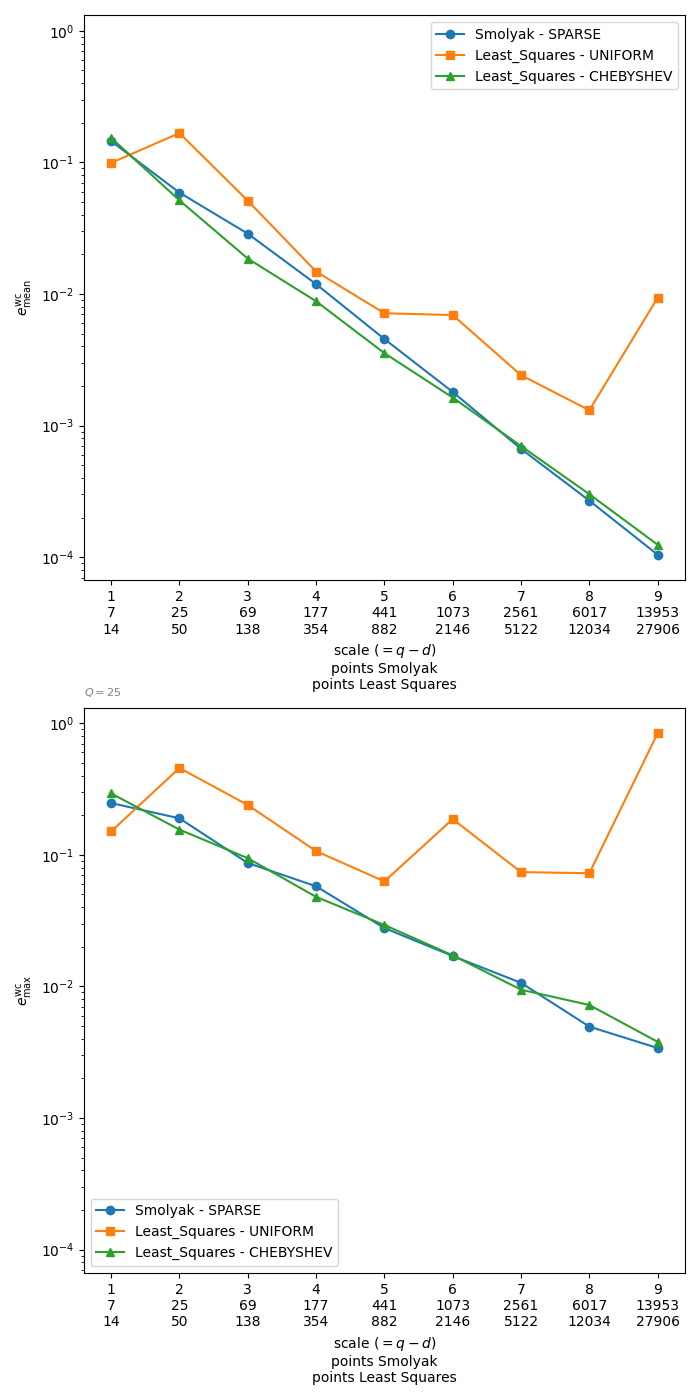 10⁰
10⁻¹
10⁻²
10⁻³
10⁻⁴
e^wc_mean
Smolyak - SPARSE
Least_Squares - UNIFORM
Least_Squares - CHEBYSHEV
1 2 3 4 5 6 7 8 9
7 25 69 177 441 1073 2561 6017 13953
14 50 138 354 882 2146 5122 12034 27906
scale (= q − d)
points Smolyak
points Least Squares
Q = 25
10⁰
10⁻¹
10⁻²
10⁻³
10⁻⁴
e^wc_max
Smolyak - SPARSE
Least_Squares - UNIFORM
Least_Squares - CHEBYSHEV
1 2 3 4 5 6 7 8 9
7 25 69 177 441 1073 2561 6017 13953
14 50 138 354 882 2146 5122 12034 27906
scale (= q − d)
points Smolyak
points Least Squares